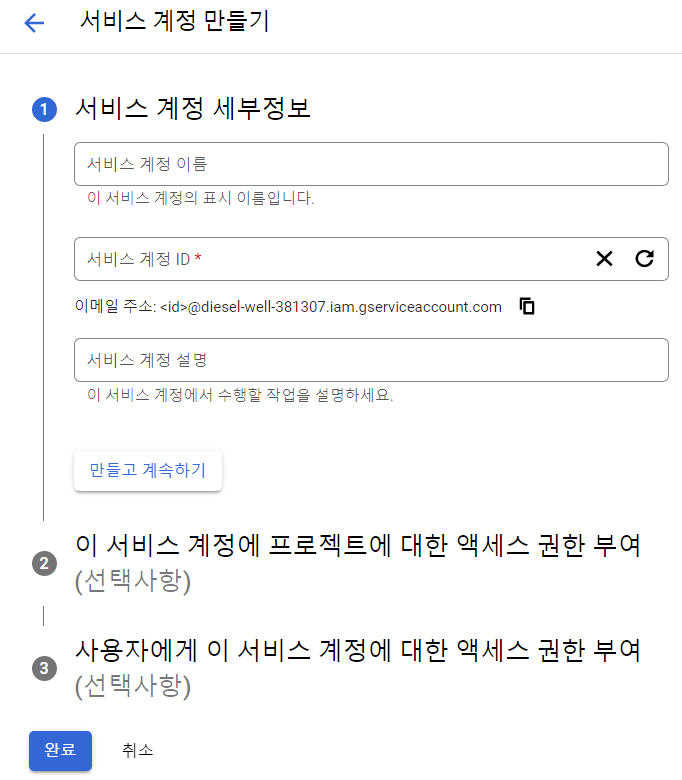 서비스 계정 만들기
1 서비스 계정 세부정보
서비스 계정 이름
이 서비스 계정의 표시 이름입니다.
서비스 계정 ID *
이메일 주소: <id>@diesel-well-381307.iam.gserviceaccount.com
서비스 계정 설명
이 서비스 계정에서 수행할 작업을 설명하세요.
만들고 계속하기
2 이 서비스 계정에 프로젝트에 대한 액세스 권한 부여
(선택사항)
3 사용자에게 이 서비스 계정에 대한 액세스 권한 부여
(선택사항)
완료 취소